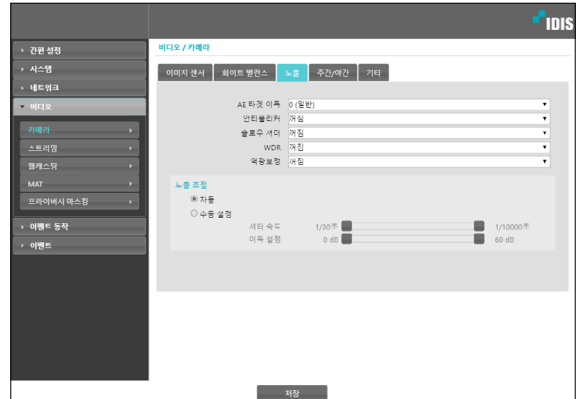 IDIS
간편 설정
시스템
네트워크
비디오
카메라
스트리밍
웹캐스팅
MAT
프라이버시 마스킹
이벤트 동작
이벤트
비디오 / 카메라
이미지 센서 화이트 밸런스 노출 주간/야간 기타
AE 타겟 이득 0 (일반)
안티플리커 꺼짐
슬로우 셔터 꺼짐
WDR 꺼짐
역광보정 꺼짐
노출 조절
자동
수동 설정
셔터 속도 1/30초 1/10000초
이득 설정 0 dB 60 dB
저장